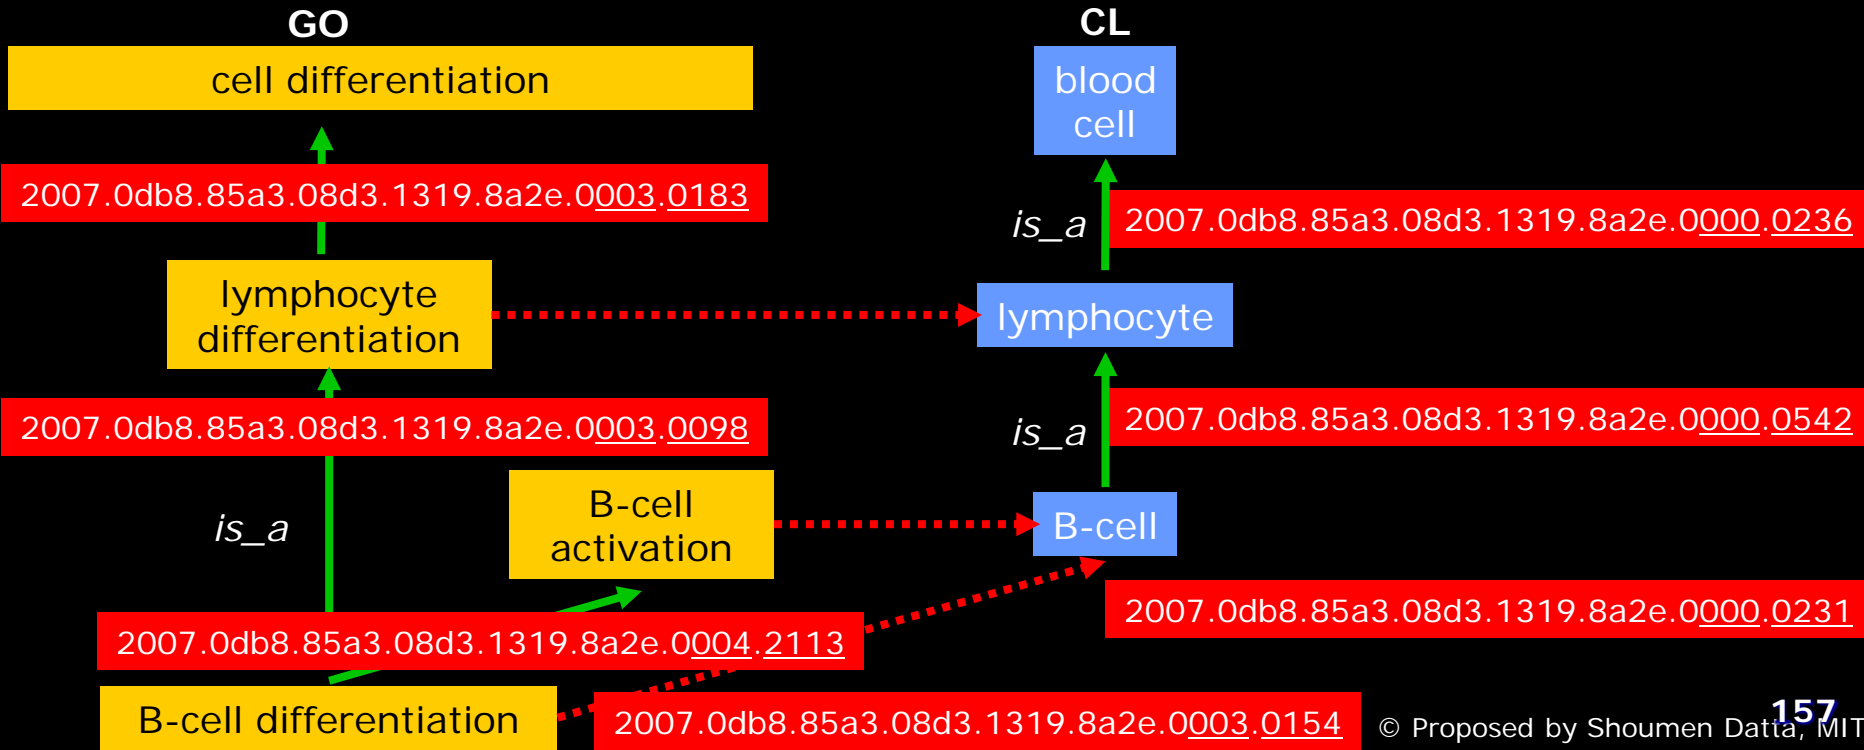 GO
CL
cell differentiation
blood
cell
2007.0db8.85a3.08d3.1319.8a2e.0003.0183
is_a
2007.0db8.85a3.08d3.1319.8a2e.0000.0236
lymphocyte
differentiation
lymphocyte
2007.0db8.85a3.08d3.1319.8a2e.0003.0098
is_a
2007.0db8.85a3.08d3.1319.8a2e.0000.0542
is_a
B-cell
activation
B-cell
2007.0db8.85a3.08d3.1319.8a2e.0004.2113
2007.0db8.85a3.08d3.1319.8a2e.0000.0231
B-cell differentiation
2007.0db8.85a3.08d3.1319.8a2e.0003.0154
© Proposed by Shoumen Datta, MIT
157